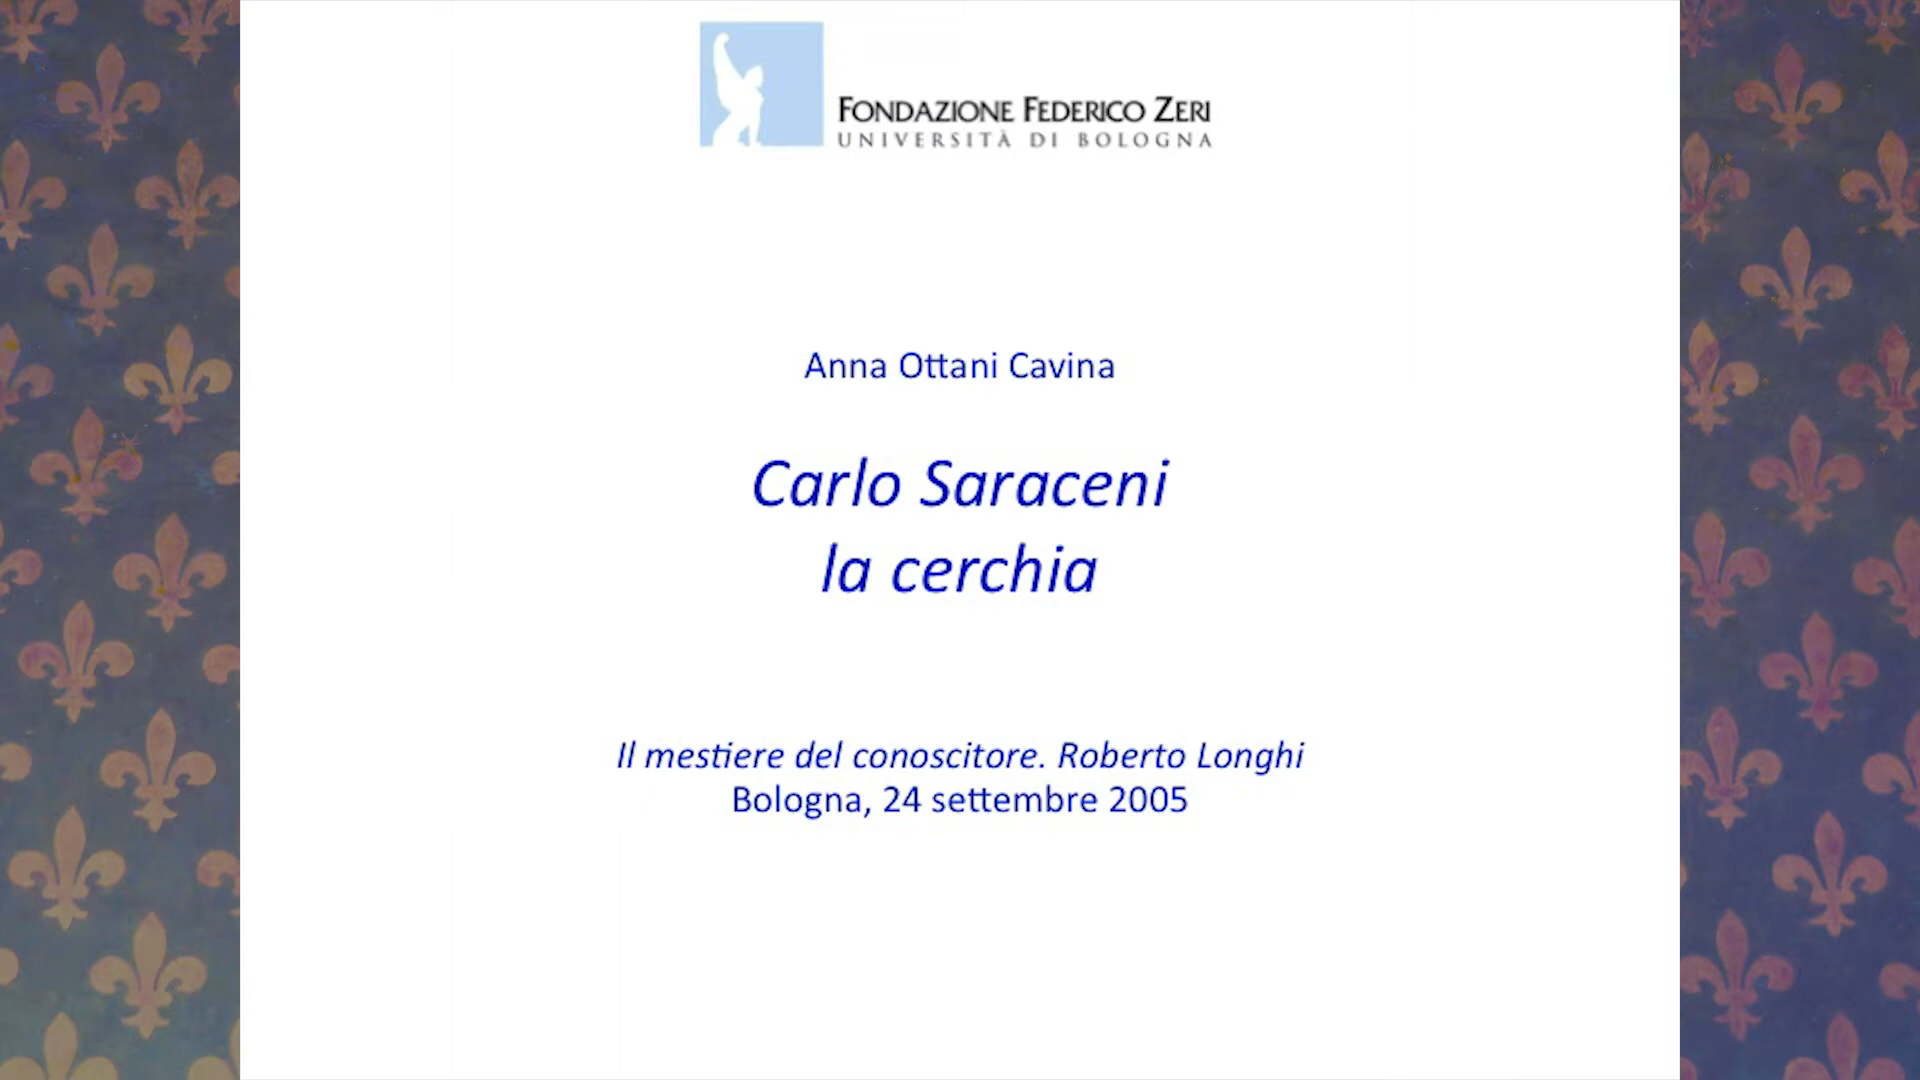 FONDAZIONE FEDERICO ZERI
UNIVERSITÀ DI BOLOGNA
Anna Ottani Cavina
Carlo Saraceni
la cerchia
Il mestiere del conoscitore. Roberto Longhi
Bologna, 24 settembre 2005